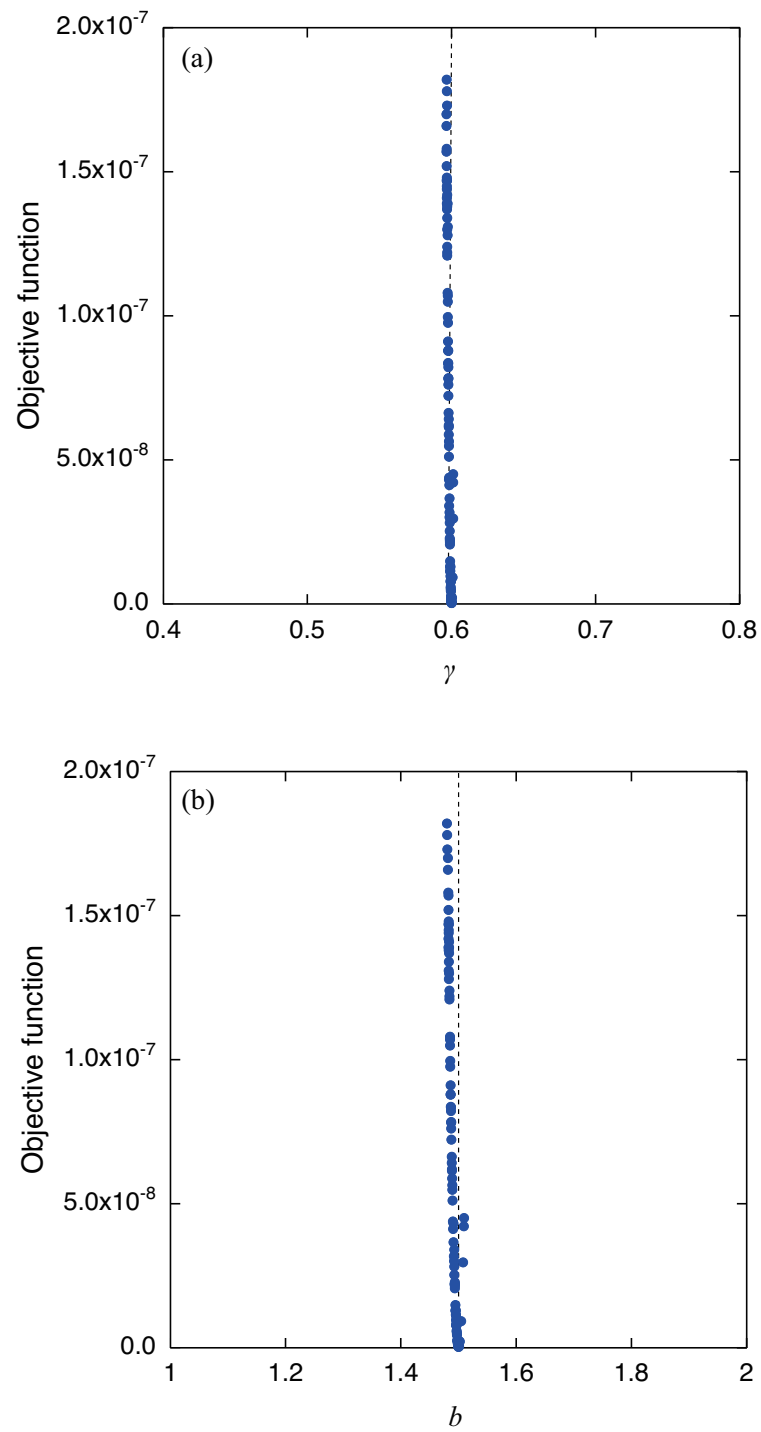 (a)
Objective function
2.0x10⁻⁷
1.5x10⁻⁷
1.0x10⁻⁷
5.0x10⁻⁸
0.0
0.4 0.5 0.6 0.7 0.8
γ
(b)
Objective function
2.0x10⁻⁷
1.5x10⁻⁷
1.0x10⁻⁷
5.0x10⁻⁸
0.0
1 1.2 1.4 1.6 1.8 2
b